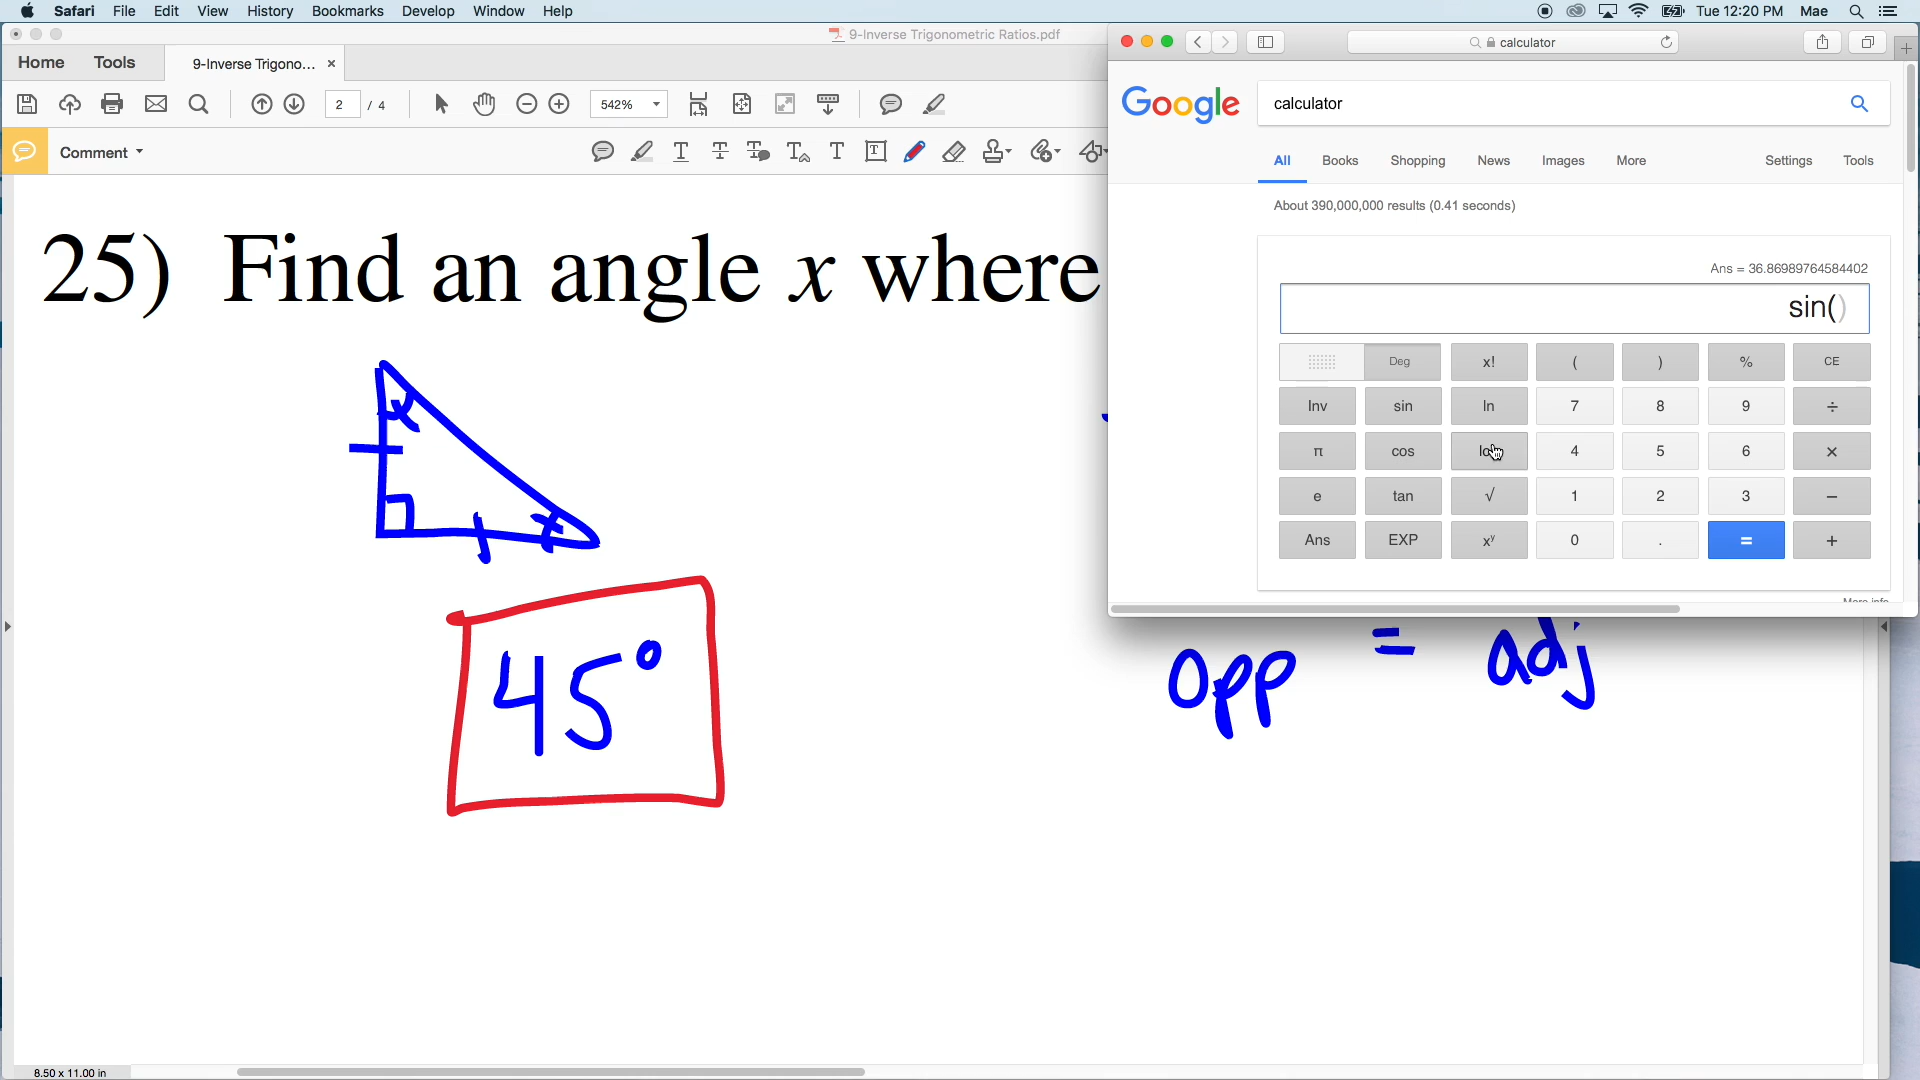 Safari File Edit View History Bookmarks Develop Window Help Tue 12:20 PM Mae
9-Inverse Trigonometric Ratios.pdf
Home Tools 9-Inverse Trigono... ×
2 / 4 542%
Comment
25) Find an angle x where
x
x
45°
opp = adj
calculator
Google calculator
All Books Shopping News Images More Settings Tools
About 390,000,000 results (0.41 seconds)
Ans = 36.86989764584402
sin()
Deg x! ( ) % CE
Inv sin ln 7 8 9 ÷
π cos log 4 5 6 ×
e tan √ 1 2 3 −
Ans EXP xʸ 0 . = +
8.50 x 11.00 in